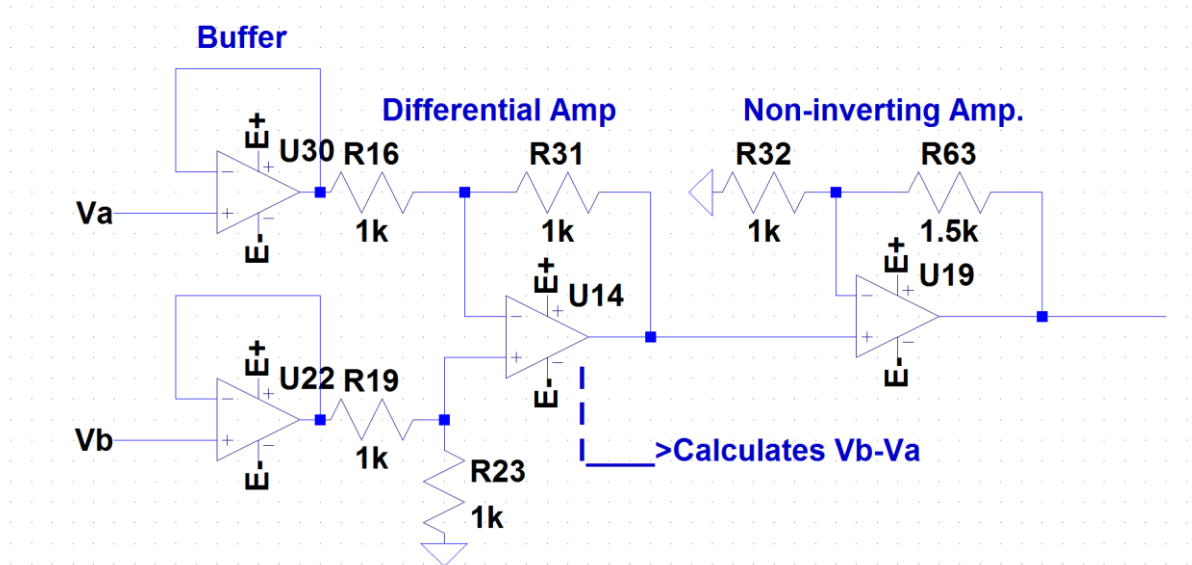 Buffer
Differential Amp
Non-inverting Amp.
E+
U30
R16
R31
R32
R63
Va
1k
1k
1k
1.5k
E-
E+
U19
E+
U14
E+
U22
R19
E-
E-
Vb
1k
>Calculates Vb-Va
E-
R23
1k